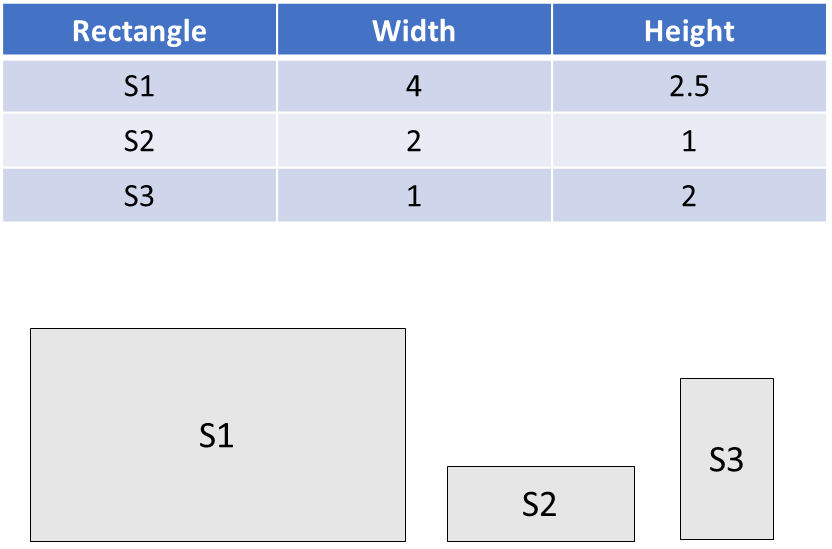 Rectangle Width Height
S1 4 2.5
S2 2 1
S3 1 2
S1
S2
S3